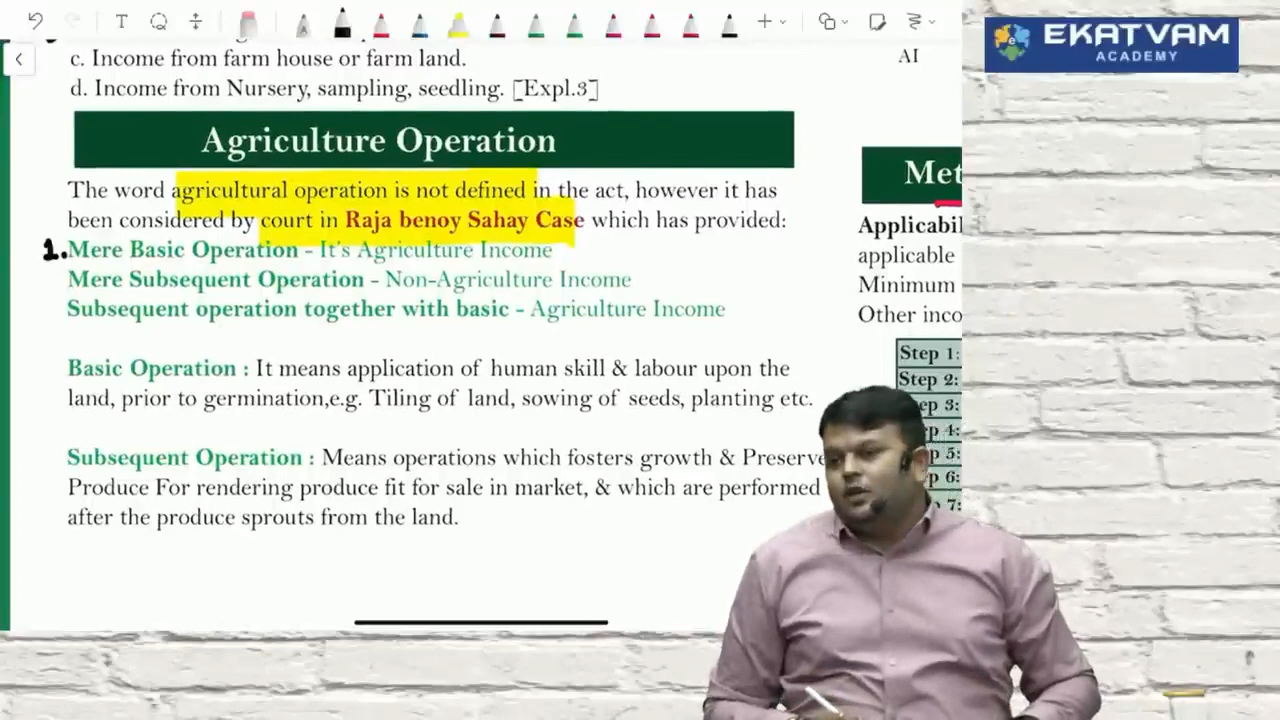 EKATVAM
ACADEMY
c. Income from farm house or farm land.
d. Income from Nursery, sampling, seedling. [Expl.3]
AI
Agriculture Operation
The word agricultural operation is not defined in the act, however it has
been considered by court in Raja benoy Sahay Case which has provided:
1. Mere Basic Operation - It's Agriculture Income
Mere Subsequent Operation - Non-Agriculture Income
Subsequent operation together with basic - Agriculture Income
Basic Operation : It means application of human skill & labour upon the
land, prior to germination,e.g. Tiling of land, sowing of seeds, planting etc.
Subsequent Operation : Means operations which fosters growth & Preserve
Produce For rendering produce fit for sale in market, & which are performed
after the produce sprouts from the land.
Met
Applicabil
applicable
Minimum
Other inco
Step 1:
Step 2:
ep 3:
p 4:
p 5:
6:
7: